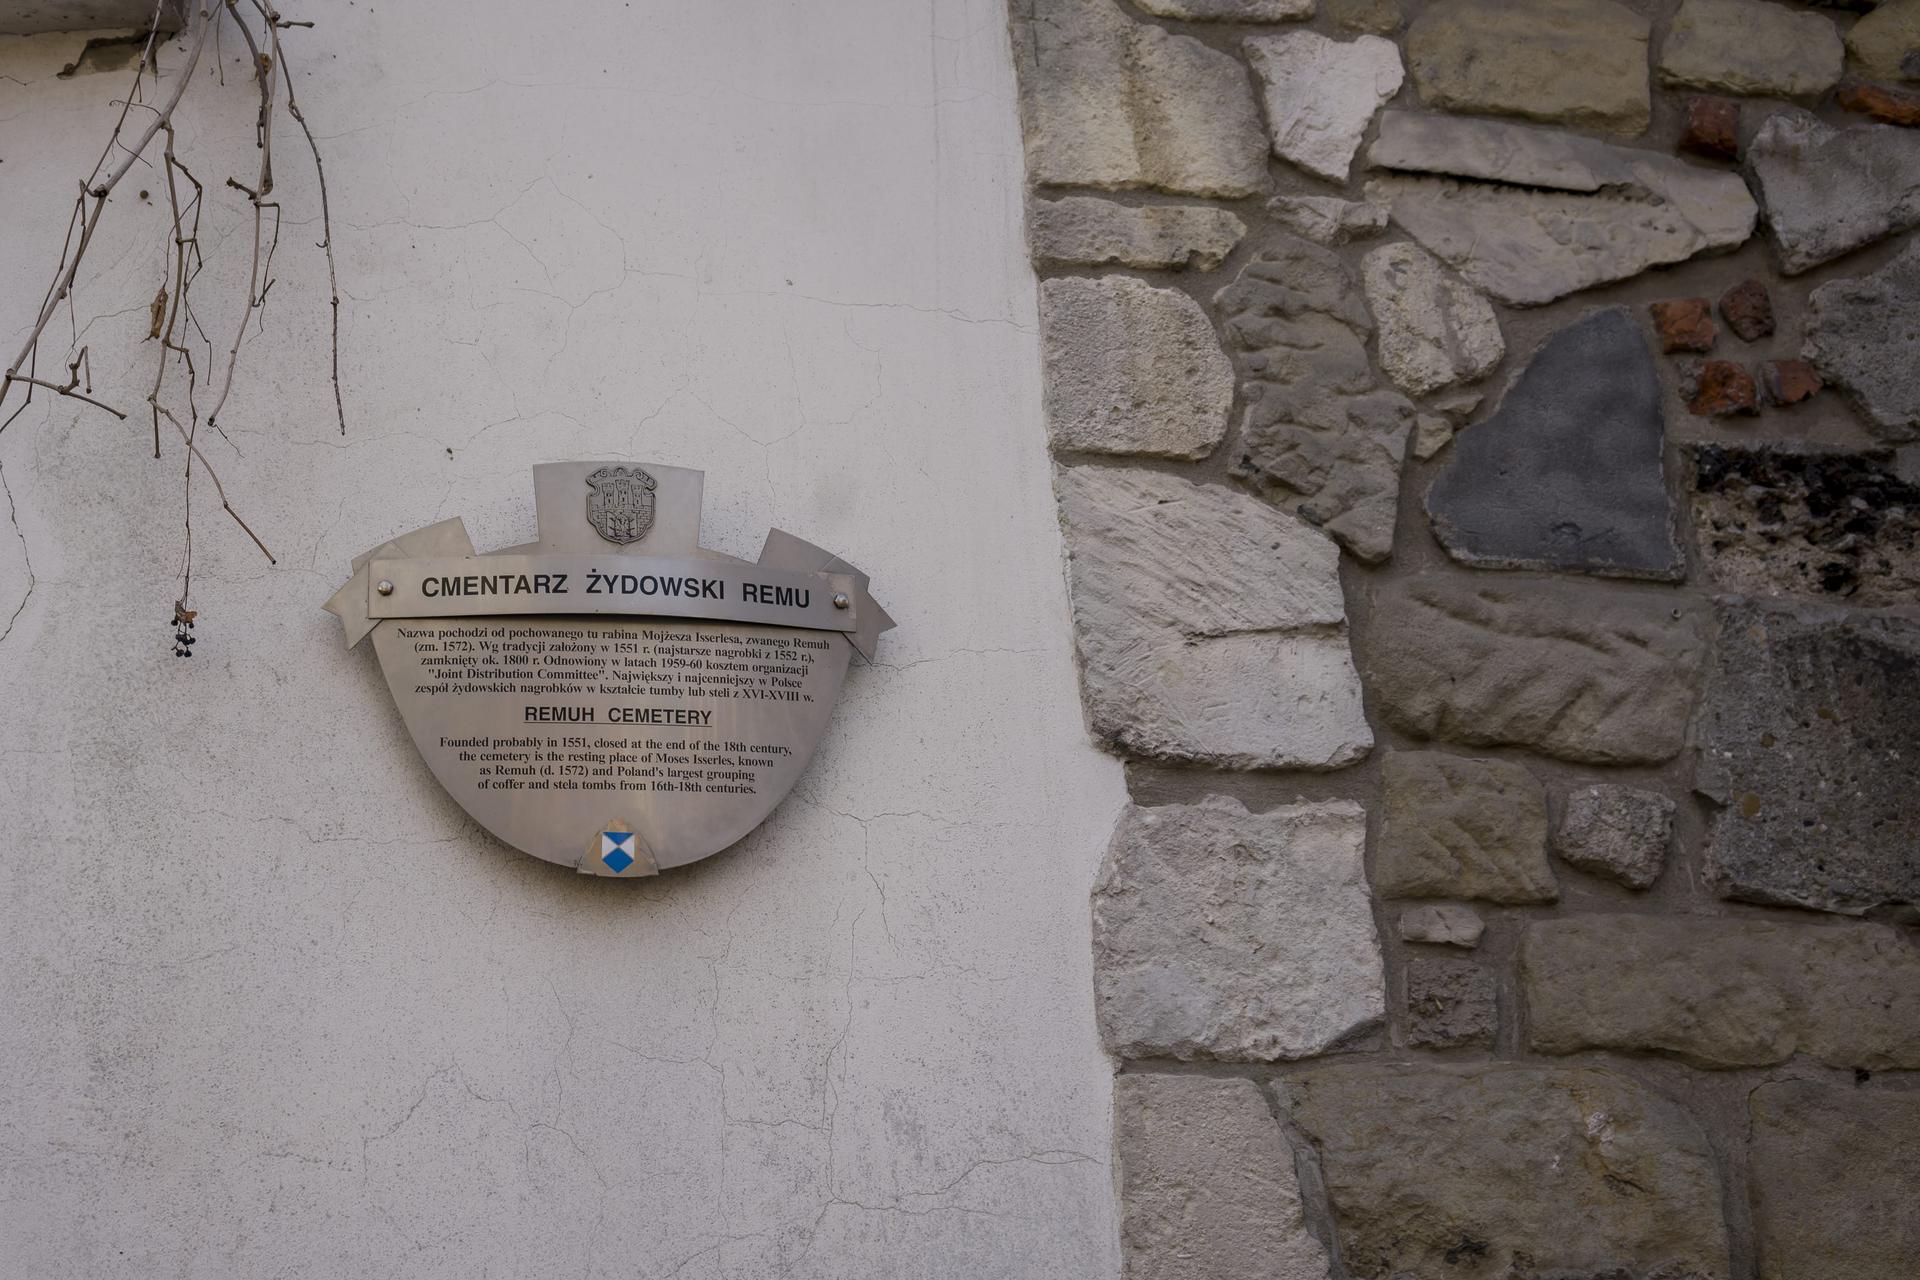 CMENTARZ ŻYDOWSKI REMU
Nazwa pochodzi od pochowanego tu rabina Mojżesza Isserlesa, zwanego Remuh
(zm. 1572). Wg tradycji założony w 1551 r. (najstarsze nagrobki z 1552 r.),
zamknięty ok. 1800 r. Odnowiony w latach 1959-60 kosztem organizacji
"Joint Distribution Committee". Największy i najcenniejszy w Polsce
zespół żydowskich nagrobków w kształcie tumby lub steli z XVI-XVIII w.
REMUH CEMETERY
Founded probably in 1551, closed at the end of the 18th century,
the cemetery is the resting place of Moses Isserles, known
as Remuh (d. 1572) and Poland's largest grouping
of coffer and stela tombs from 16th-18th centuries.